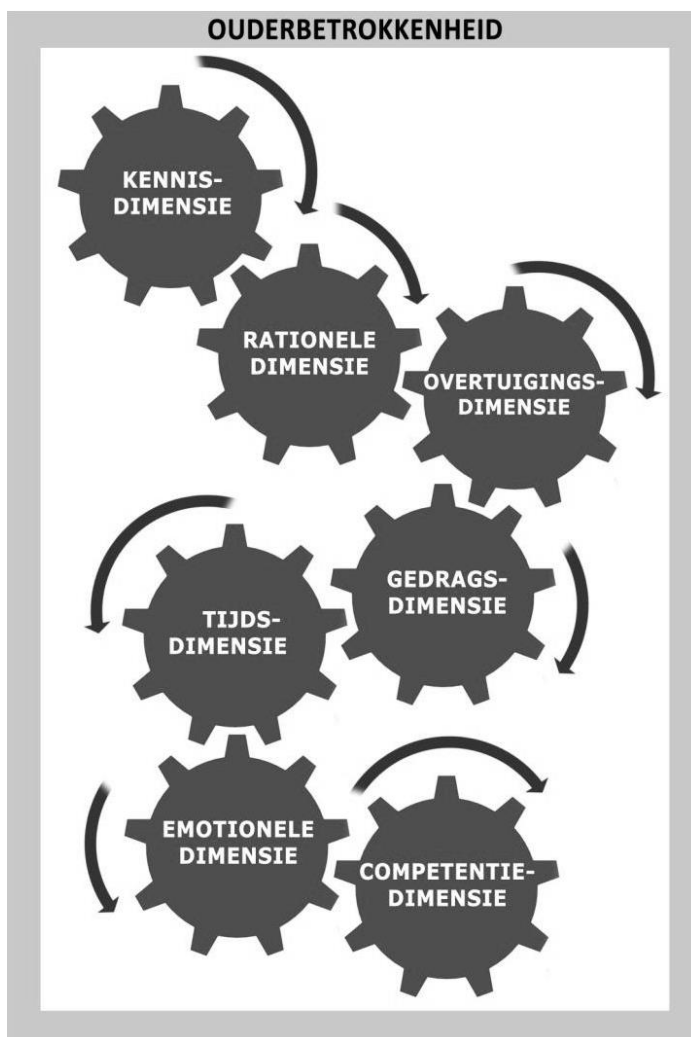 OUDERBETROKKENHEID
KENNIS-
DIMENSIE
RATIONELE
DIMENSIE
OVERTUIGINGS-
DIMENSIE
GEDRAGS-
DIMENSIE
TIJDS-
DIMENSIE
EMOTIONELE
DIMENSIE
COMPETENTIE-
DIMENSIE